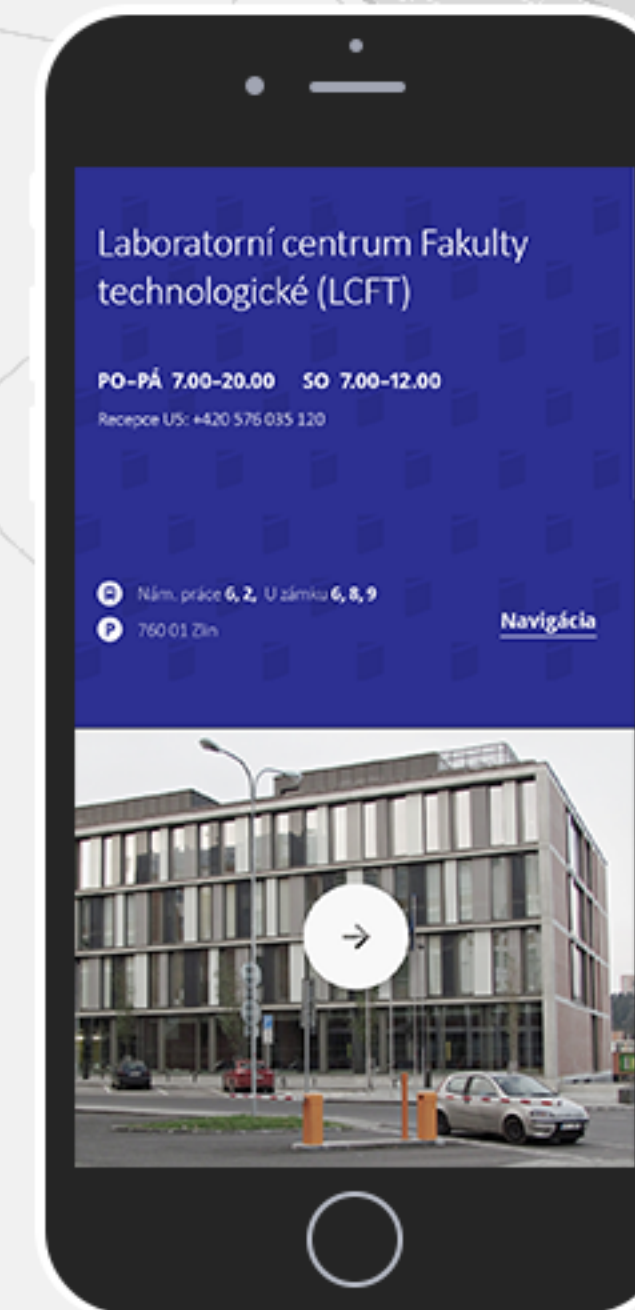 Laboratorní centrum Fakulty
technologické (LCFT)
PO–PÁ 7.00–20.00 SO 7.00–12.00
Recepce U5: +420 576 035 120
Nám. práce 6, 2, U zámku 6, 8, 9
P 760 01 Zlín
Navigácia